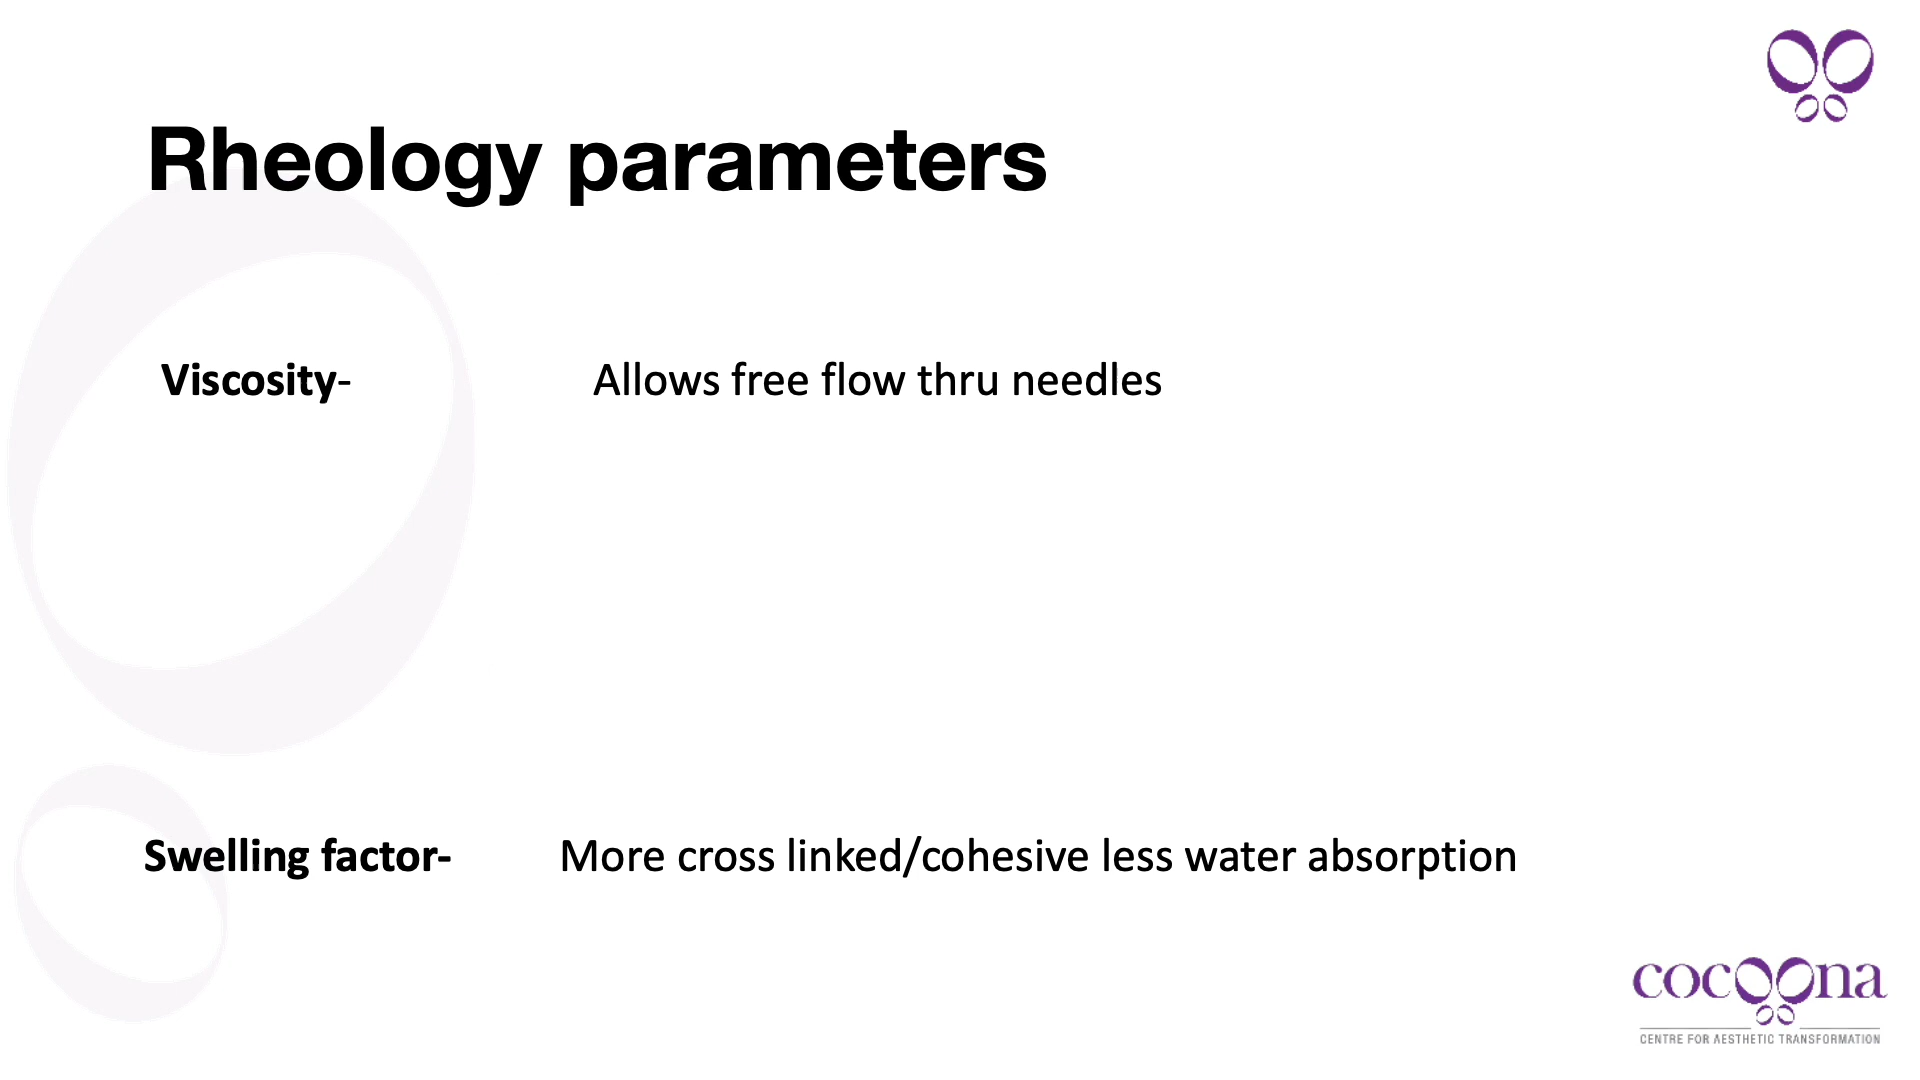 Rheology parameters
Viscosity- Allows free flow thru needles
Swelling factor- More cross linked/cohesive less water absorption
cocoona
CENTRE FOR AESTHETIC TRANSFORMATION